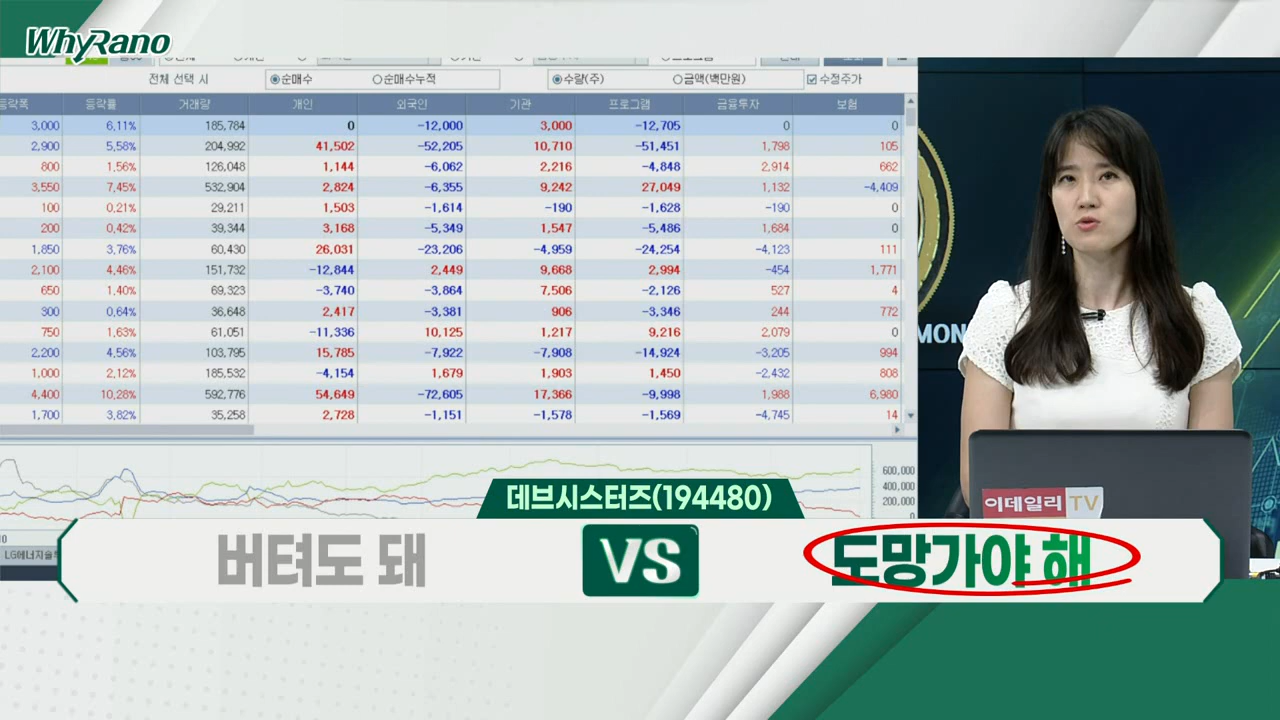 WhyRano
전체 선택 시 순매수 순매수누적 수량(주) 금액(백만원) 수정주가
등락폭 등락률 거래량 개인 외국인 기관 프로그램 금융투자 보험
3,000 6,11% 185,784 0 -12,000 3,000 -12,705 0 0
2,900 5,58% 204,992 41,502 -52,205 10,710 -51,451 1,798 105
800 1,56% 126,048 1,144 -6,062 2,216 -4,848 2,914 662
3,550 7,45% 532,904 2,824 -6,355 9,242 27,049 1,132 -4,409
100 0,21% 29,211 1,503 -1,614 -190 -1,628 -190 0
200 0,42% 39,344 3,168 -5,349 1,547 -5,486 1,684 0
1,850 3,76% 60,430 26,031 -23,206 -4,959 -24,254 -4,123 111
2,100 4,46% 151,732 -12,844 2,449 9,668 2,994 -454 1,771
650 1,40% 69,323 -3,740 -3,864 7,506 -2,126 527 4
300 0,64% 36,648 2,417 -3,381 906 -3,346 244 772
750 1,63% 61,051 -11,336 10,125 1,217 9,216 2,079 0
2,200 4,56% 103,795 15,785 -7,922 -7,908 -14,924 -3,205 994
1,000 2,12% 185,532 -4,154 1,679 1,903 1,450 -2,432 808
4,400 10,28% 592,776 54,649 -72,605 17,366 -9,998 1,988 6,980
1,700 3,82% 35,258 2,728 -1,151 -1,578 -1,569 -4,745 14
MON
600,000
400,000
200,000
0
데브시스터즈(194480)
이데일리 TV
버텨도 돼 VS 도망가야 해